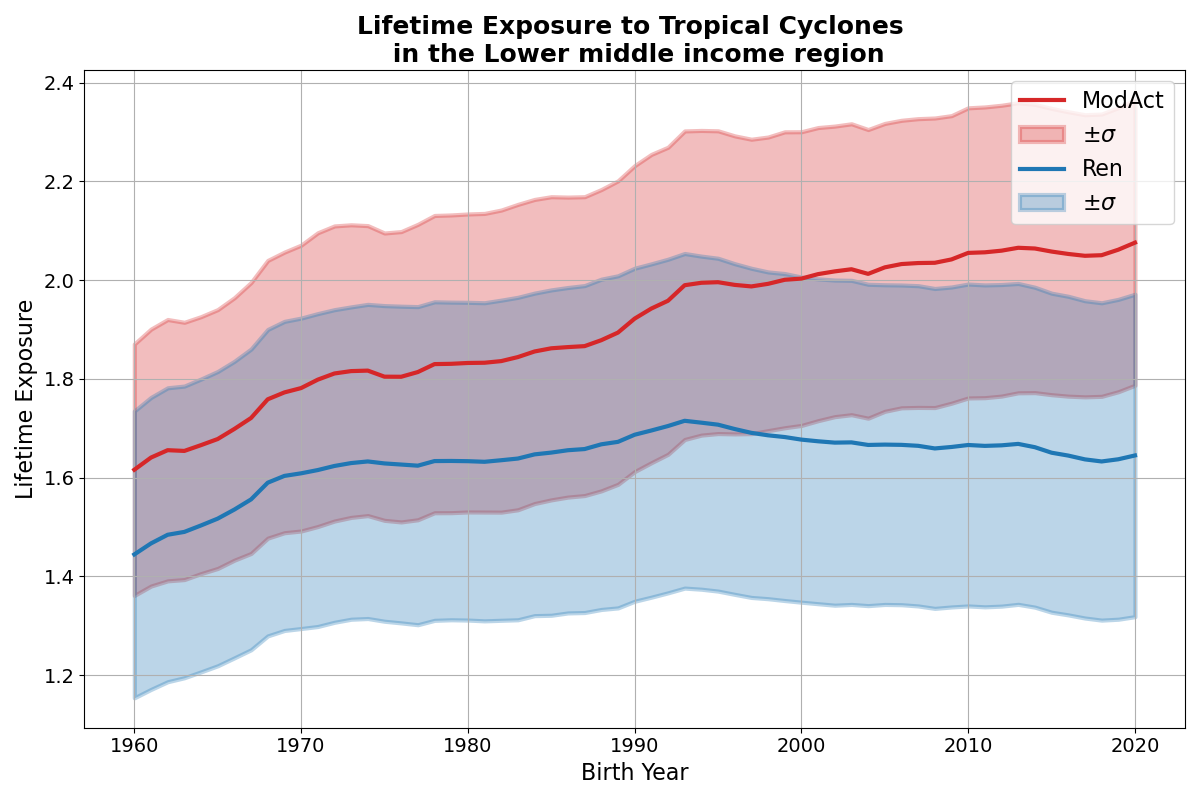 Lifetime Exposure to Tropical Cyclones
in the Lower middle income region
Lifetime Exposure
2.4
2.2
2.0
1.8
1.6
1.4
1.2
ModAct
±σ
Ren
±σ
1960
1970
1980
1990
2000
2010
2020
Birth Year